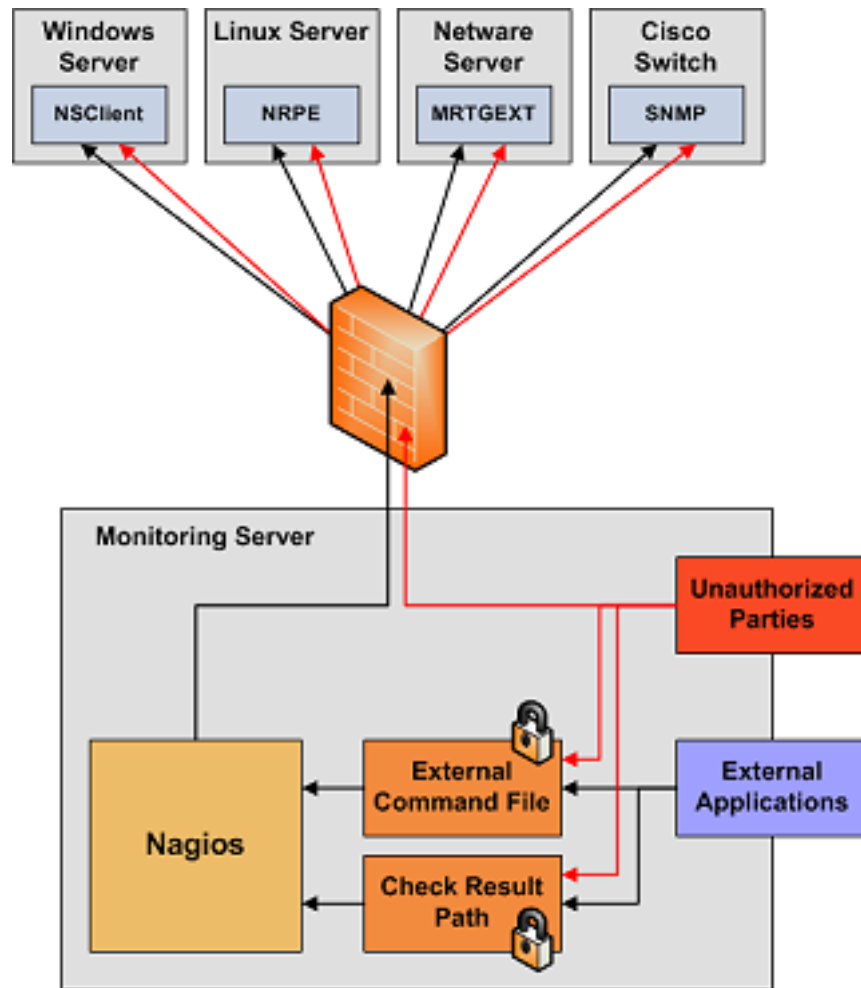 Windows
Server
NSClient
Linux Server
NRPE
Netware
Server
MRTGEXT
Cisco
Switch
SNMP
Monitoring Server
Unauthorized
Parties
External
Command File
External
Applications
Nagios
Check Result
Path